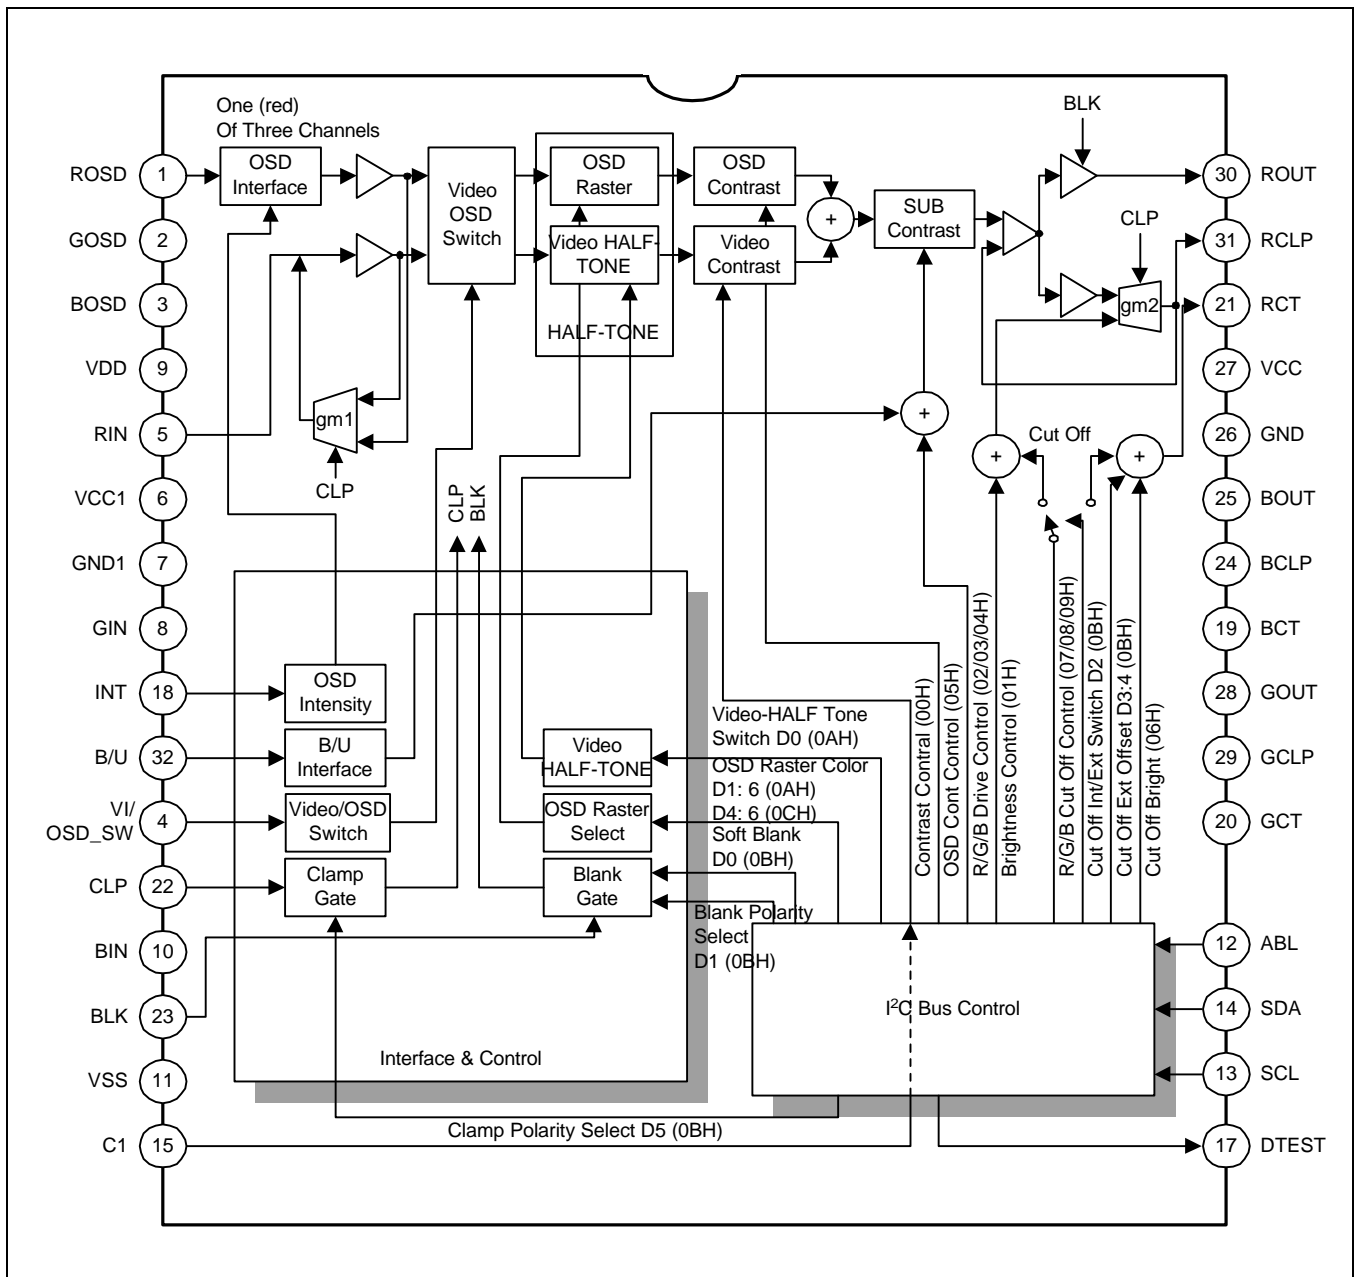 One (red)
Of Three Channels
BLK
ROSD
1
OSD
Interface
Video
OSD
Switch
OSD
Raster
OSD
Contrast
+
SUB
Contrast
30
ROUT
GOSD
2
Video HALF-
TONE
Video
Contrast
CLP
31
RCLP
BOSD
3
HALF-TONE
gm2
21
RCT
VDD
9
27
VCC
RIN
5
gm1
+
+
Cut Off
+
26
GND
VCC1
6
CLP
CLP
BLK
25
BOUT
GND1
7
24
BCLP
GIN
8
19
BCT
INT
18
OSD
Intensity
28
GOUT
B/U
32
B/U
Interface
Video
HALF-TONE
Video-HALF Tone
Switch D0 (0AH)
OSD Raster Color
D1: 6 (0AH)
D4: 6 (0CH)
Soft Blank
D0 (0BH)
Contrast Contral (00H)
OSD Cont Control (05H)
R/G/B Drive Control (02/03/04H)
Brightness Control (01H)
R/G/B Cut Off Control (07/08/09H)
Cut Off Int/Ext Switch D2 (0BH)
Cut Off Ext Offset D3:4 (0BH)
Cut Off Bright (06H)
29
GCLP
VI/
OSD_SW
4
Video/OSD
Switch
OSD Raster
Select
20
GCT
CLP
22
Clamp
Gate
Blank
Gate
Blank Polarity
Select
D1 (0BH)
BIN
10
12
ABL
BLK
23
I2C Bus Control
14
SDA
Interface & Control
VSS
11
13
SCL
Clamp Polarity Select D5 (0BH)
C1
15
17
DTEST